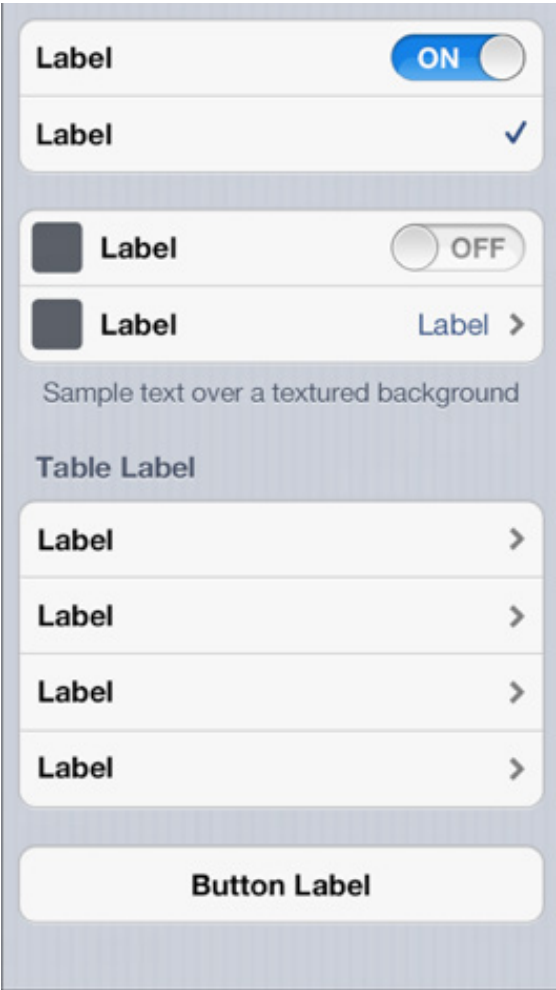 Label ON
Label
Label OFF
Label Label
Sample text over a textured background
Table Label
Label
Label
Label
Label
Button Label